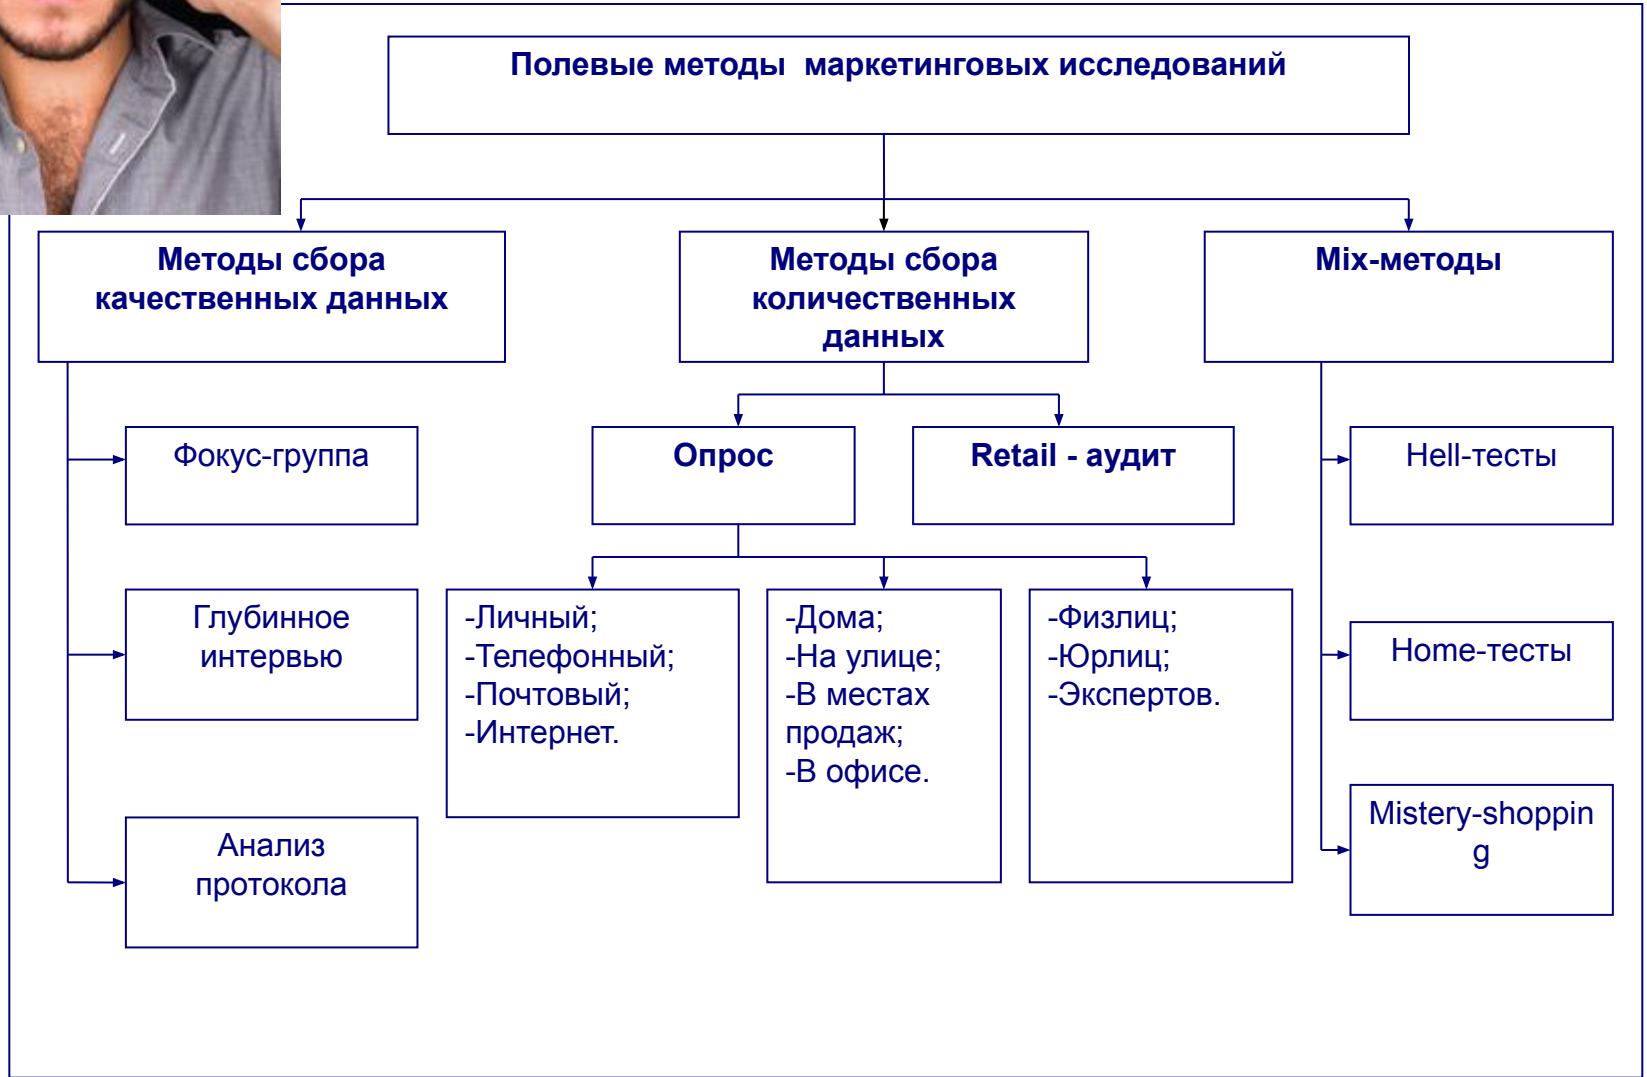 Полевые методы  маркетинговых исследований
Методы сбора
качественных данных
Методы сбора
количественных
данных
Mix-методы
Фокус-группа
Опрос
Retail - аудит
Hell-тесты
Глубинное
интервью
-Личный;
-Телефонный;
-Почтовый;
-Интернет.
-Дома;
-На улице;
-В местах
продаж;
-В офисе.
-Физлиц;
-Юрлиц;
-Экспертов.
Home-тесты
Анализ
протокола
Mistery-shoppin
g